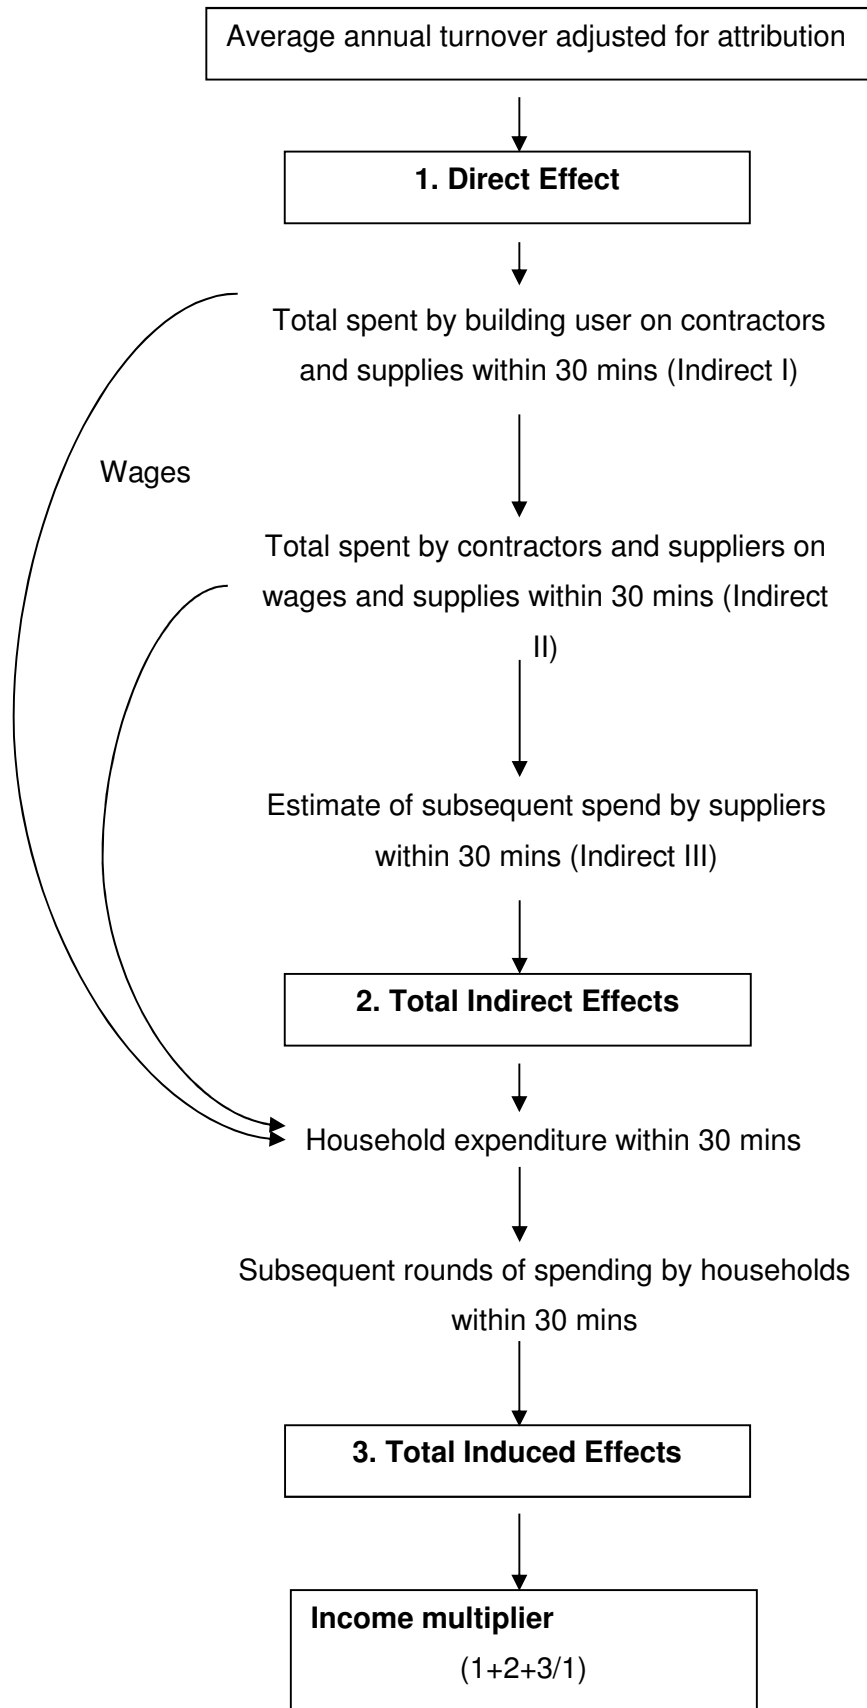 Average annual turnover adjusted for attribution
1. Direct Effect
Total spent by building user on contractors
and supplies within 30 mins (Indirect I)
Wages
Total spent by contractors and suppliers on
wages and supplies within 30 mins (Indirect
II)
Estimate of subsequent spend by suppliers
within 30 mins (Indirect III)
2. Total Indirect Effects
Household expenditure within 30 mins
Subsequent rounds of spending by households
within 30 mins
3. Total Induced Effects
Income multiplier
(1+2+3/1)